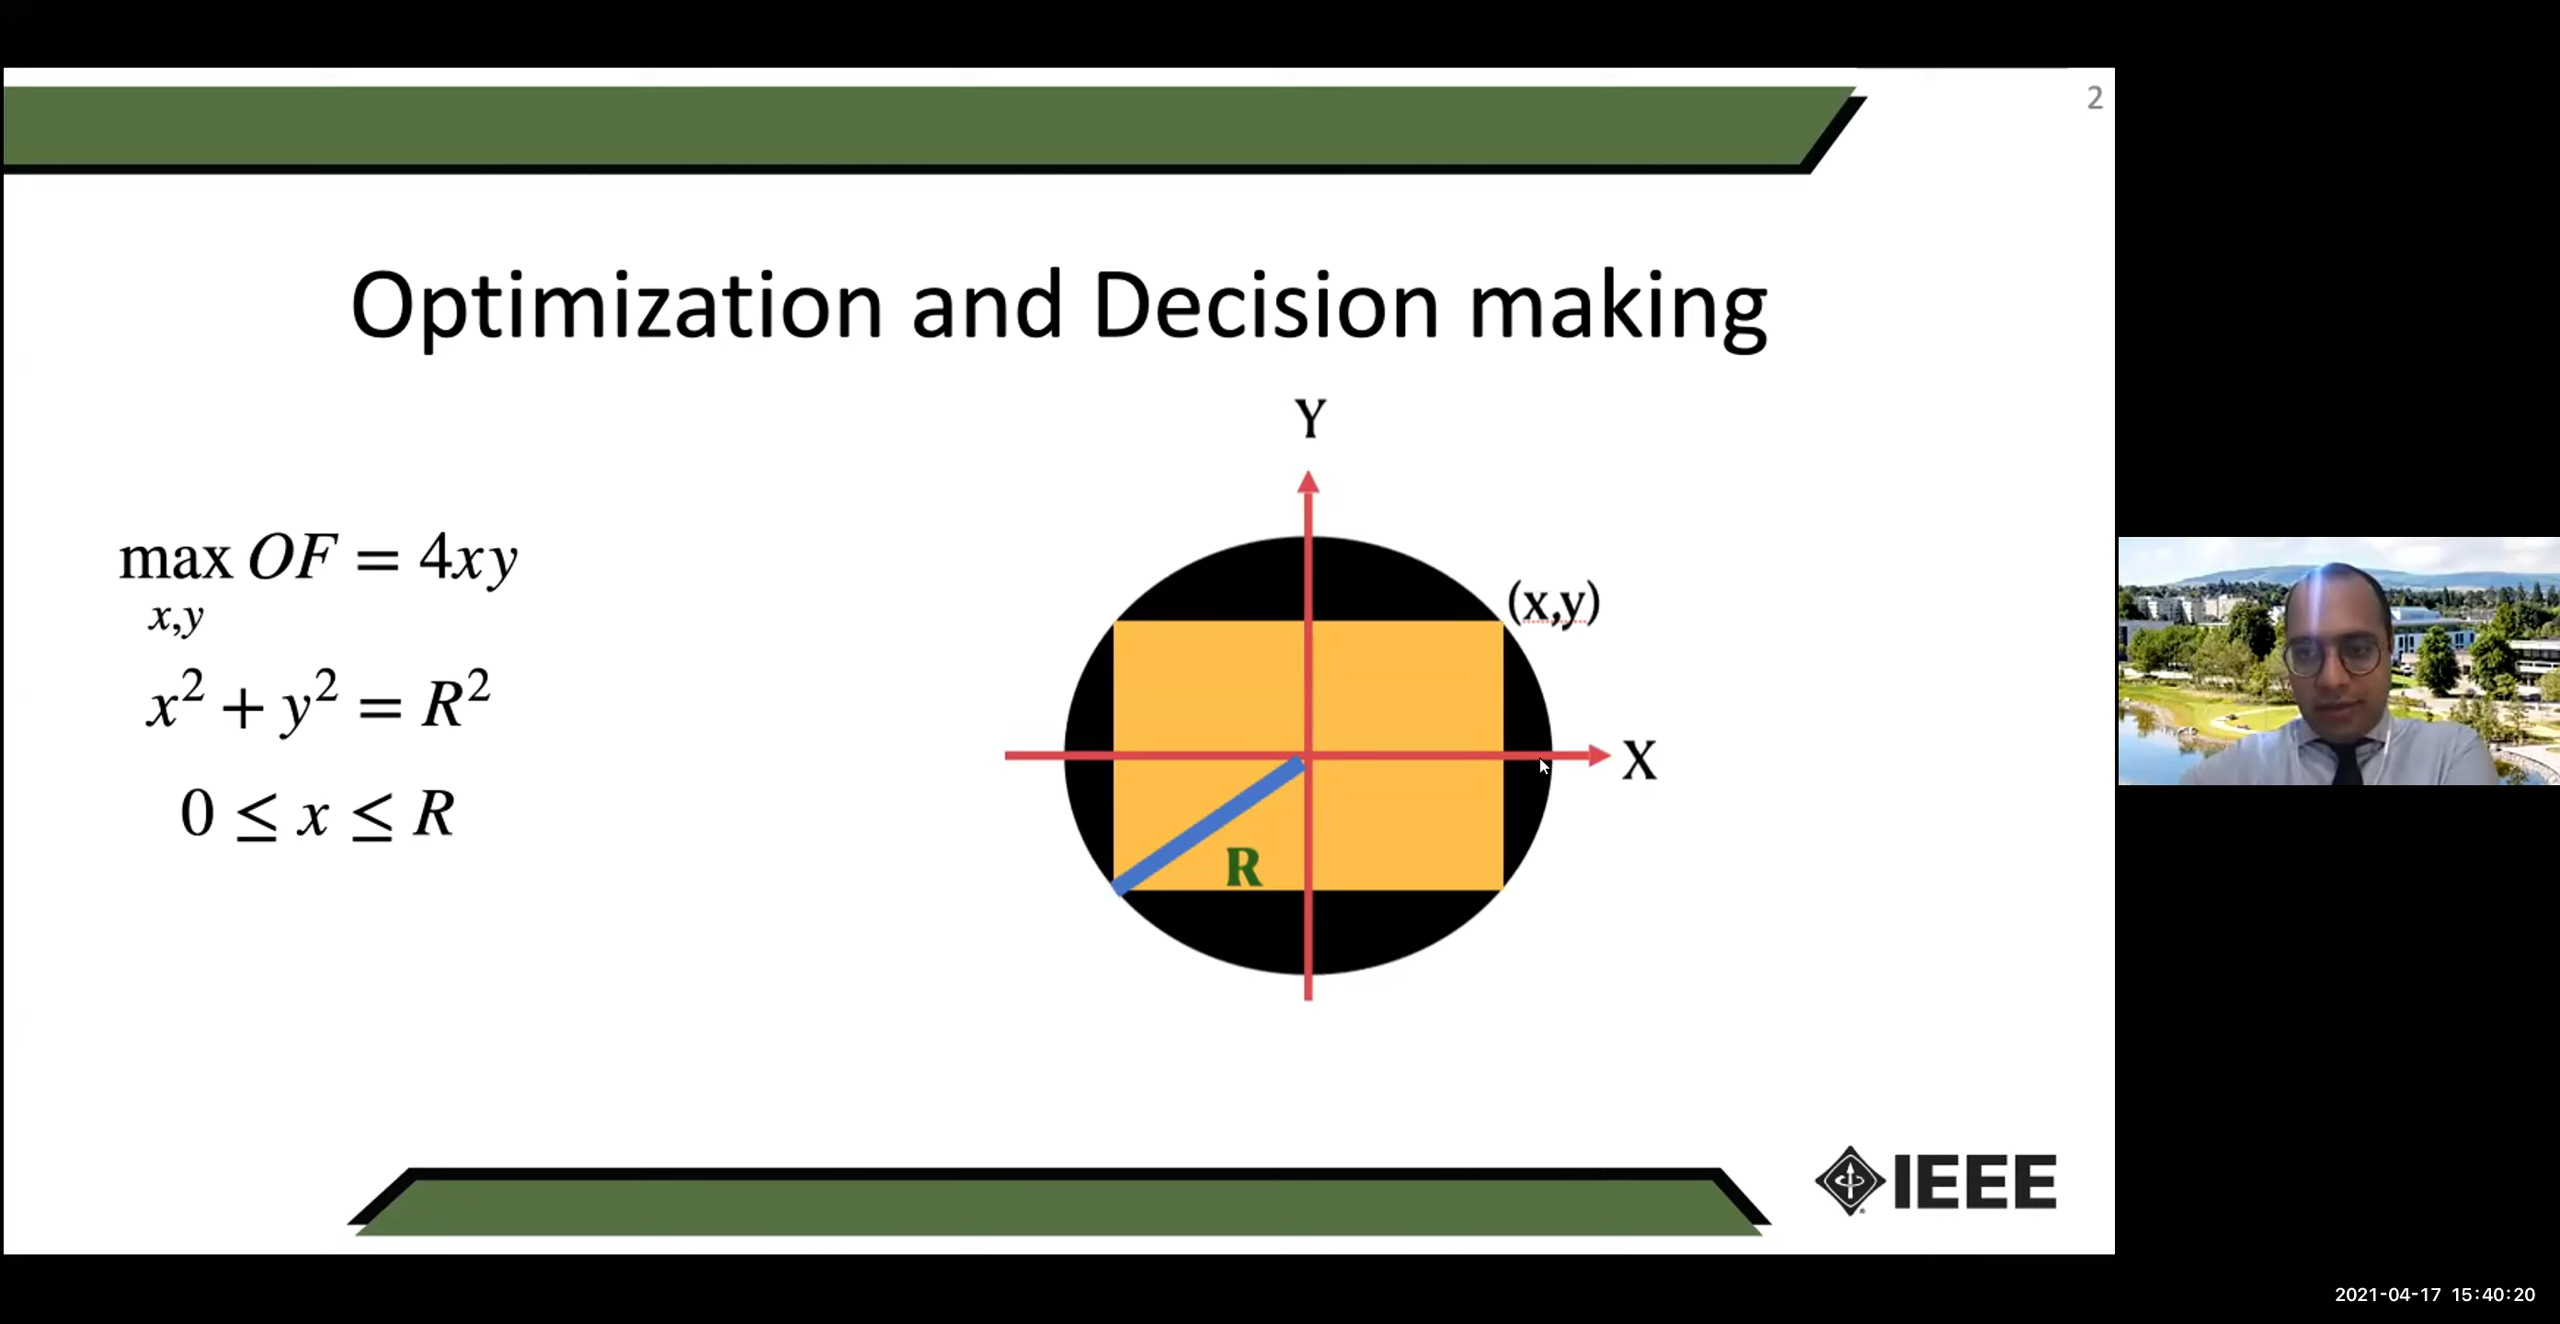 2
Optimization and Decision making
max OF = 4xy
x,y
x² + y² = R²
0 ≤ x ≤ R
Y
(x,y)
X
R
IEEE
2021-04-17 15:40:20